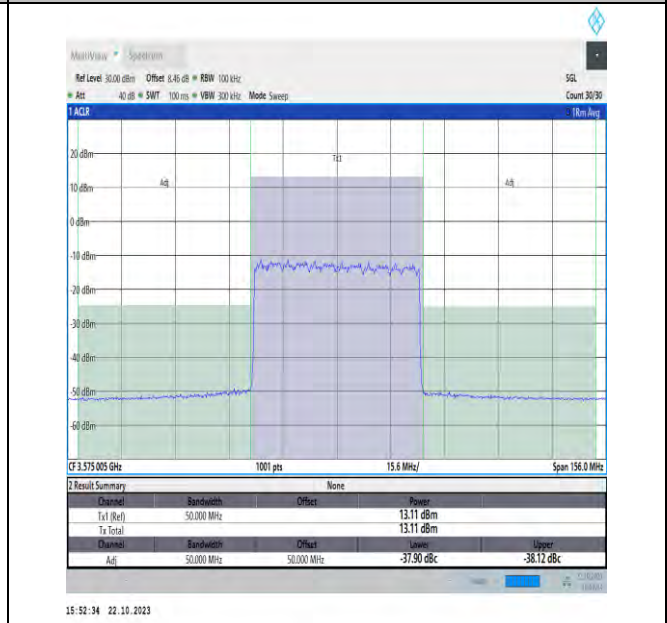 MultiView Spectrum
Ref Level 30.00 dBm Offset 8.46 dB RBW 100 kHz SGL
Att 40 dB SWT 100 ms VBW 300 kHz Mode Sweep Count 30/30
1 ACLR 1Rm Avg
20 dBm
Tx1
Adj Adj
10 dBm
0 dBm
-10 dBm
-20 dBm
-30 dBm
-40 dBm
-50 dBm
-60 dBm
CF 3.575 005 GHz 1001 pts 15.6 MHz/ Span 156.0 MHz
2 Result Summary None
Channel Bandwidth Offset Power
Tx1 (Ref) 50.000 MHz 13.11 dBm
Tx Total 13.11 dBm
Channel Bandwidth Offset Lower Upper
Adj 50.000 MHz 50.000 MHz -37.90 dBc -38.12 dBc
15:52:34 22.10.2023